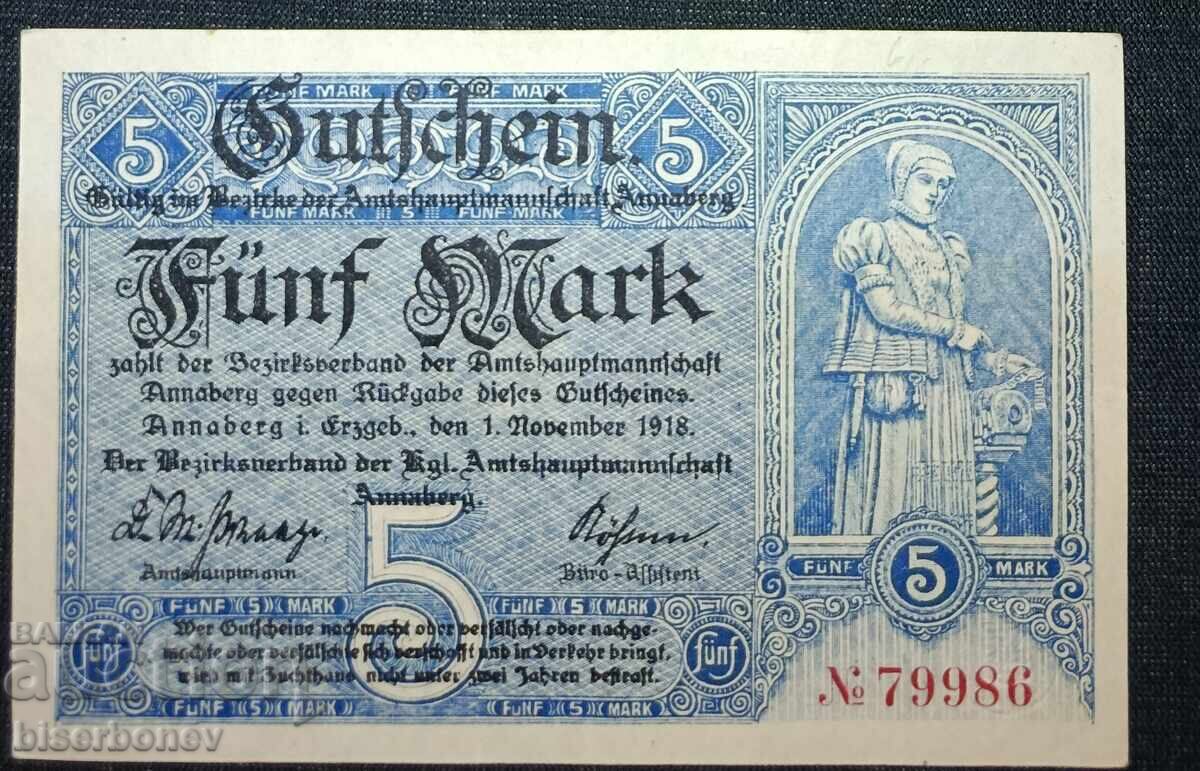 FÜNF MARK FÜNF MARK
5 Gutschein. 5
Gültig im Bezirke der Amtshauptmannschaft Annaberg
FÜNF MARK 5 FÜNF MARK
Fünf Mark
zahlt der Bezirksverband der Amtshauptmannschaft
Annaberg gegen Rückgabe dieses Gutscheines.
Annaberg i. Erzgeb., den 1. November 1918.
Der Bezirksverband der Kgl. Amtshauptmannschaft
Annaberg.
Amtshauptmann Büro-Assistent
5
FÜNF 5 MARK FÜNF 5 MARK
Wer Gutscheine nachmacht oder verfälscht oder nachge-
machte oder verfälschte sich verschafft und in Verkehr bringt,
wird mit Zuchthaus nicht unter zwei Jahren bestraft.
fünf fünf
FÜNF 5 MARK FÜNF 5 MARK
FÜNF 5 MARK
№ 79986
biserbonev